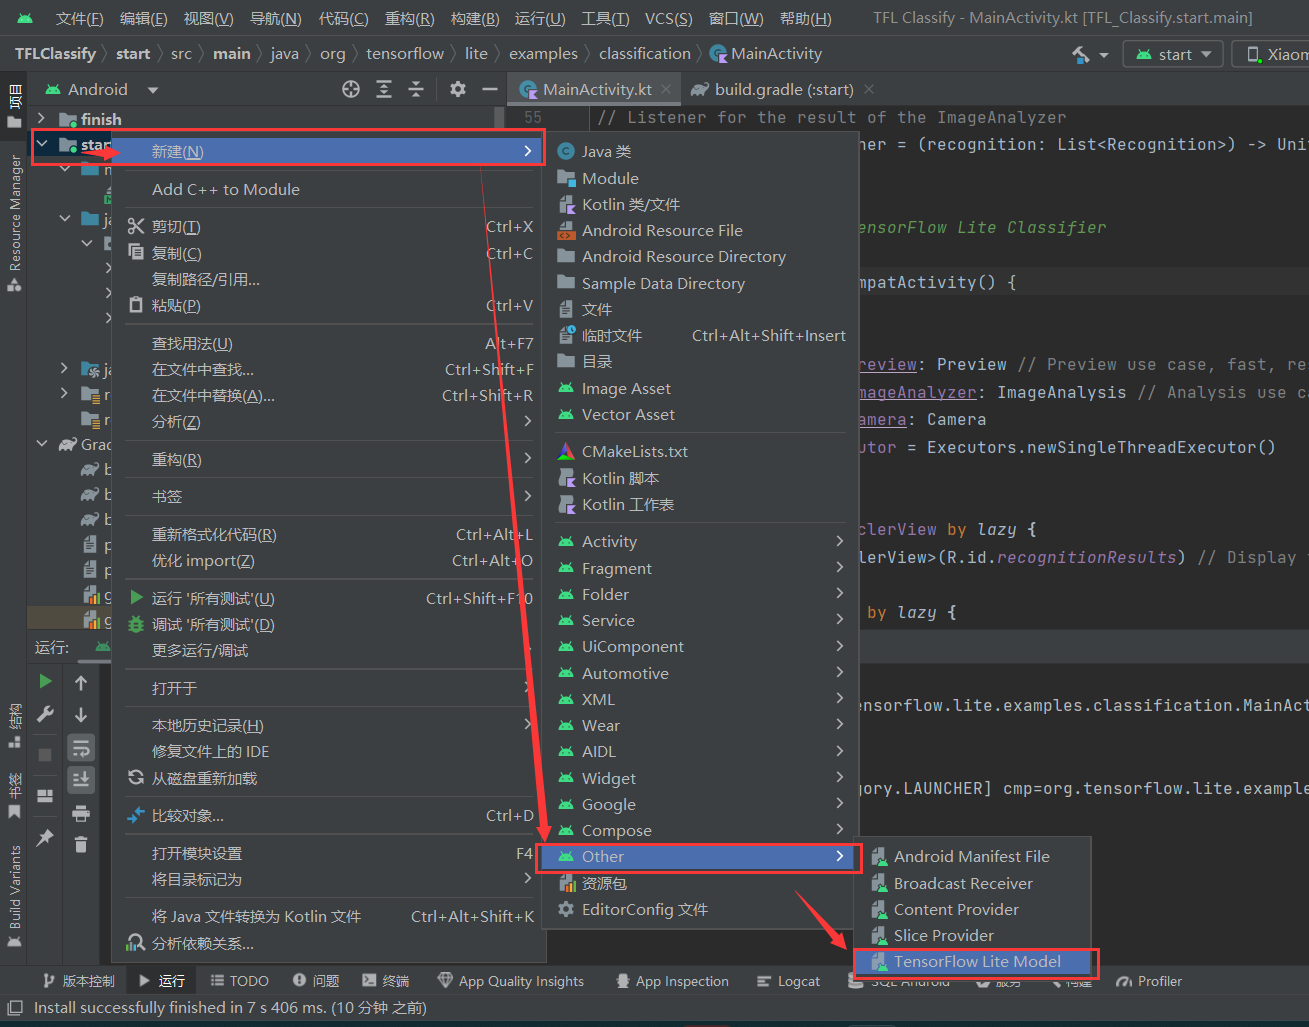 文件(F) 编辑(E) 视图(V) 导航(N) 代码(C) 重构(R) 构建(B) 运行(U) 工具(T) VCS(S) 窗口(W) 帮助(H) TFL Classify - MainActivity.kt [TFL_Classify.start.main]
TFLClassify start src main java org tensorflow lite examples classification MainActivity start Xiaom
项目 Android MainActivity.kt build.gradle (:start)
finish
55 // Listener for the result of the ImageAnalyzer
star
新建(N)
Java 类
ner = (recognition: List<Recognition>) -> Unit
Module
Add C++ to Module
Kotlin 类/文件
剪切(T) Ctrl+X
Android Resource File
ensorFlow Lite Classifier
复制(C) Ctrl+C
Android Resource Directory
复制路径/引用...
Sample Data Directory
mpatActivity() {
粘贴(P) Ctrl+V
文件
临时文件 Ctrl+Alt+Shift+Insert
查找用法(U) Alt+F7
目录
在文件中查找... Ctrl+Shift+F
review: Preview // Preview use case, fast, re
在文件中替换(A)... Ctrl+Shift+R
Image Asset
mageAnalyzer: ImageAnalysis // Analysis use ca
分析(Z)
Vector Asset
amera: Camera
utor = Executors.newSingleThreadExecutor()
重构(R)
CMakeLists.txt
Grad
书签
Kotlin 脚本
Kotlin 工作表
重新格式化代码(R) Ctrl+Alt+L
优化 import(Z) Ctrl+Alt+O
Activity
clerView by lazy {
Fragment
lerView>(R.id.recognitionResults) // Display
运行 '所有测试'(U) Ctrl+Shift+F10
Folder
调试 '所有测试'(D)
Service
by lazy {
更多运行/调试
UiComponent
运行:
打开于
Automotive
XML
ensorflow.lite.examples.classification.MainAct
本地历史记录(H)
Wear
修复文件上的 IDE
AIDL
从磁盘重新加载
Widget
gory.LAUNCHER] cmp=org.tensorflow.lite.example
比较对象... Ctrl+D
Google
Compose
打开模块设置 F4
Other
Android Manifest File
将目录标记为
资源包
Broadcast Receiver
将 Java 文件转换为 Kotlin 文件 Ctrl+Alt+Shift+K
EditorConfig 文件
Content Provider
分析依赖关系...
Slice Provider
TensorFlow Lite Model
Resource Manager
结构
书签
Build Variants
版本控制 运行 TODO 问题 终端 App Quality Insights App Inspection Logcat SQL Android 服务 构建 Profiler
Install successfully finished in 7 s 406 ms. (10 分钟 之前)